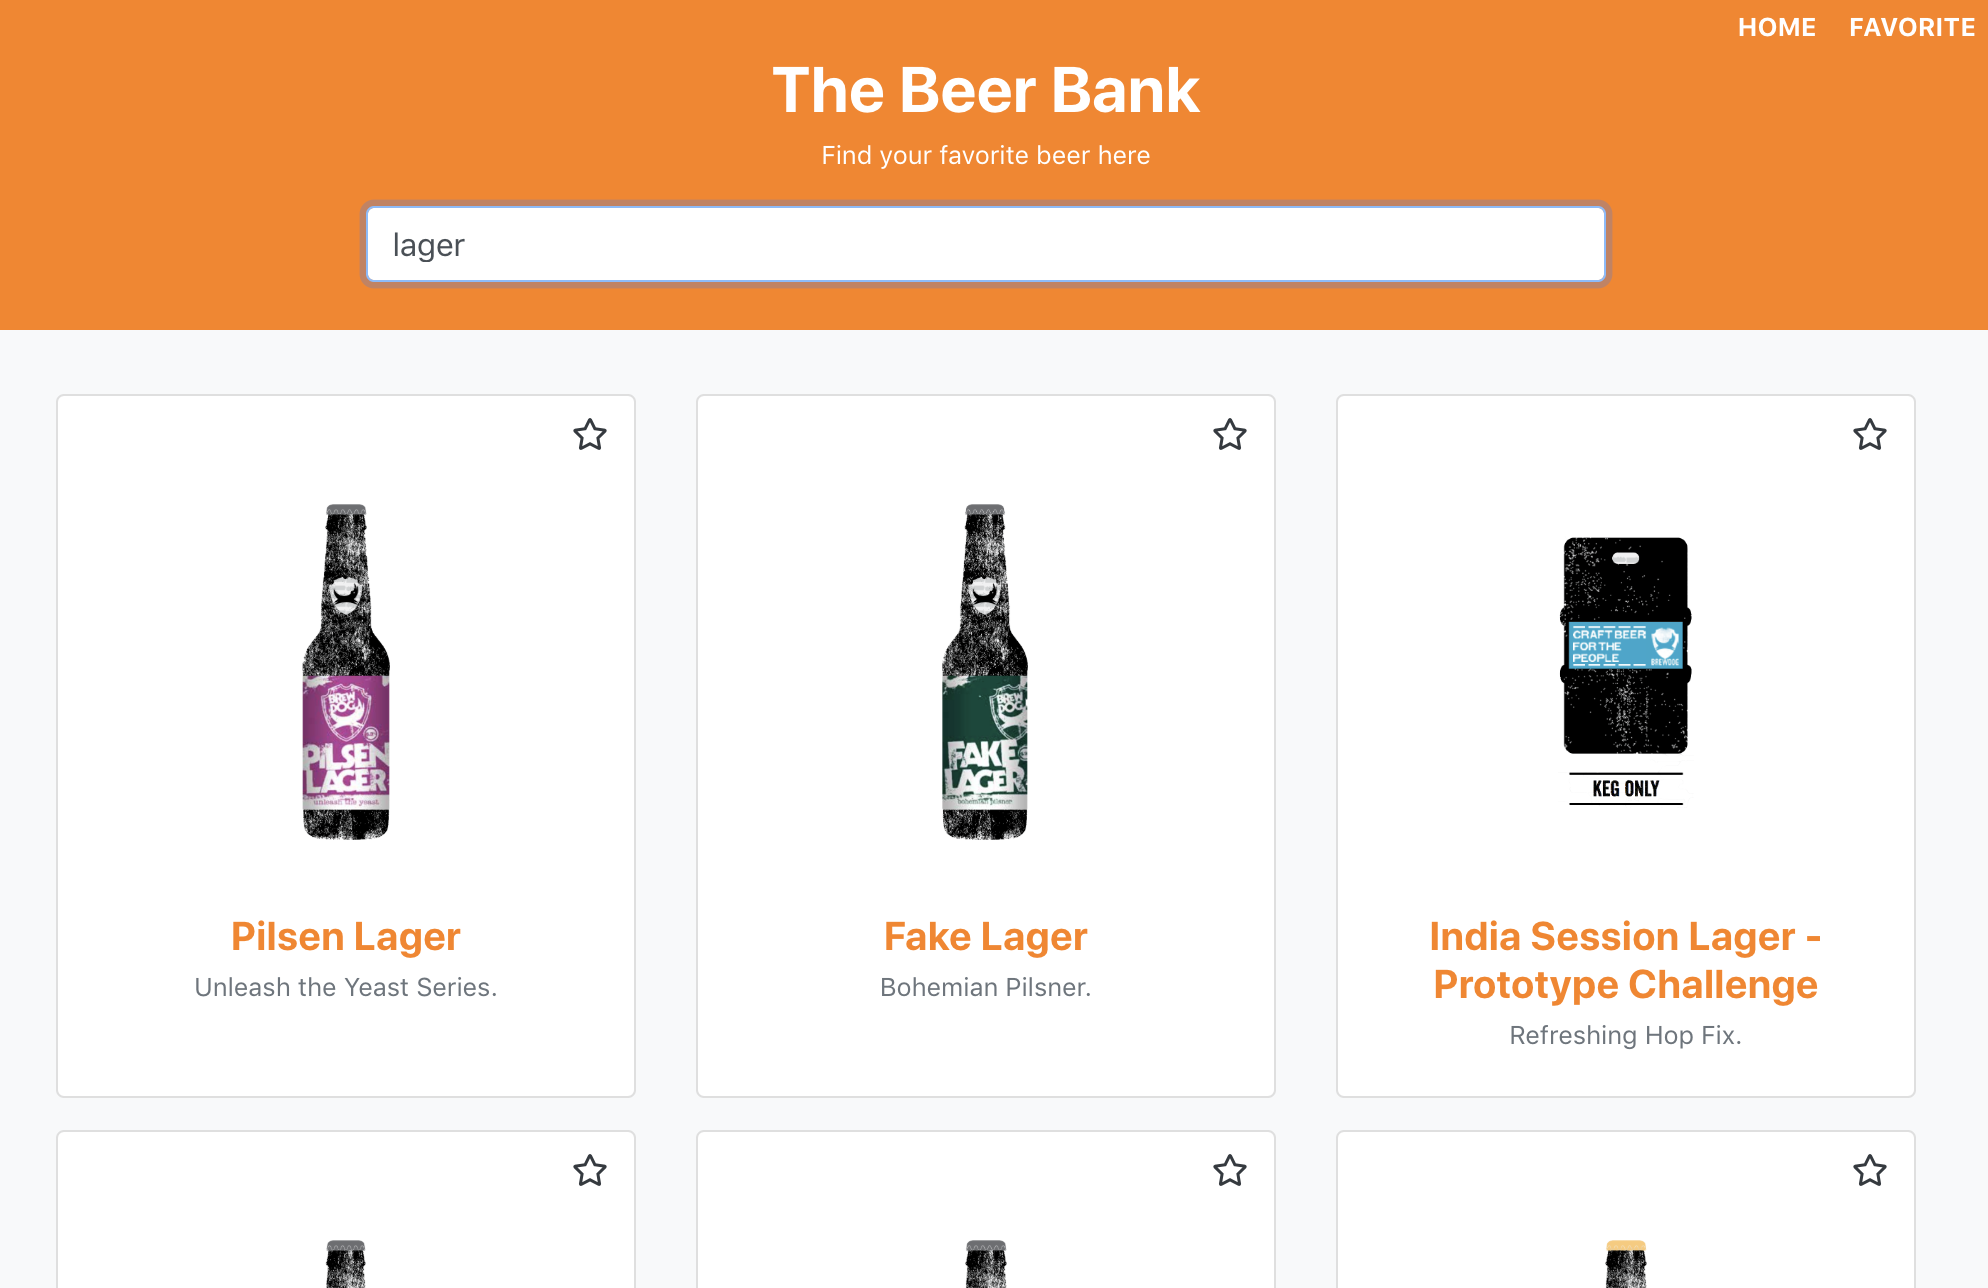 HOME FAVORITE
The Beer Bank
Find your favorite beer here
lager
BREW
DOG
PILSEN
LAGER
unleash the yeast
BREW
DOG
FAKE
LAGER
bohemian pilsner
CRAFT BEER
FOR THE
PEOPLE
BREWDOG
KEG ONLY
Pilsen Lager
Unleash the Yeast Series.
Fake Lager
Bohemian Pilsner.
India Session Lager -
Prototype Challenge
Refreshing Hop Fix.